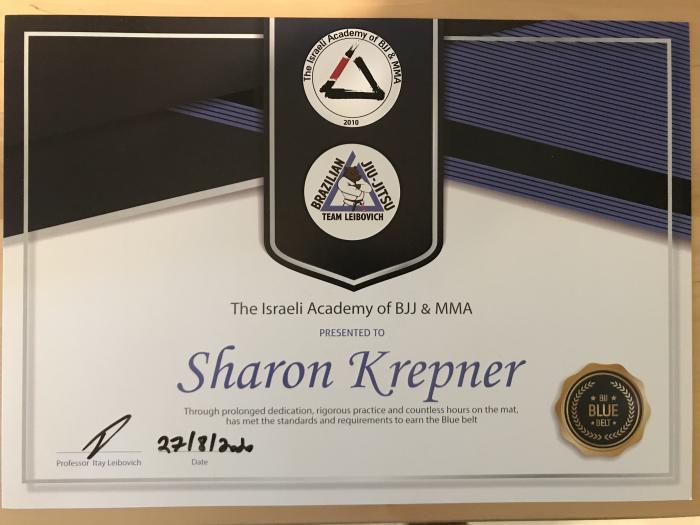 The Israeli Academy of BJJ & MMA
2010
BRAZILIAN JIU-JITSU
TEAM LEIBOVICH
The Israeli Academy of BJJ & MMA
PRESENTED TO
Sharon Krepner
Through prolonged dedication, rigorous practice and countless hours on the mat,
has met the standards and requirements to earn the Blue belt
27/8/2020
Professor Itay Leibovich
Date
BJJ
BLUE
BELT